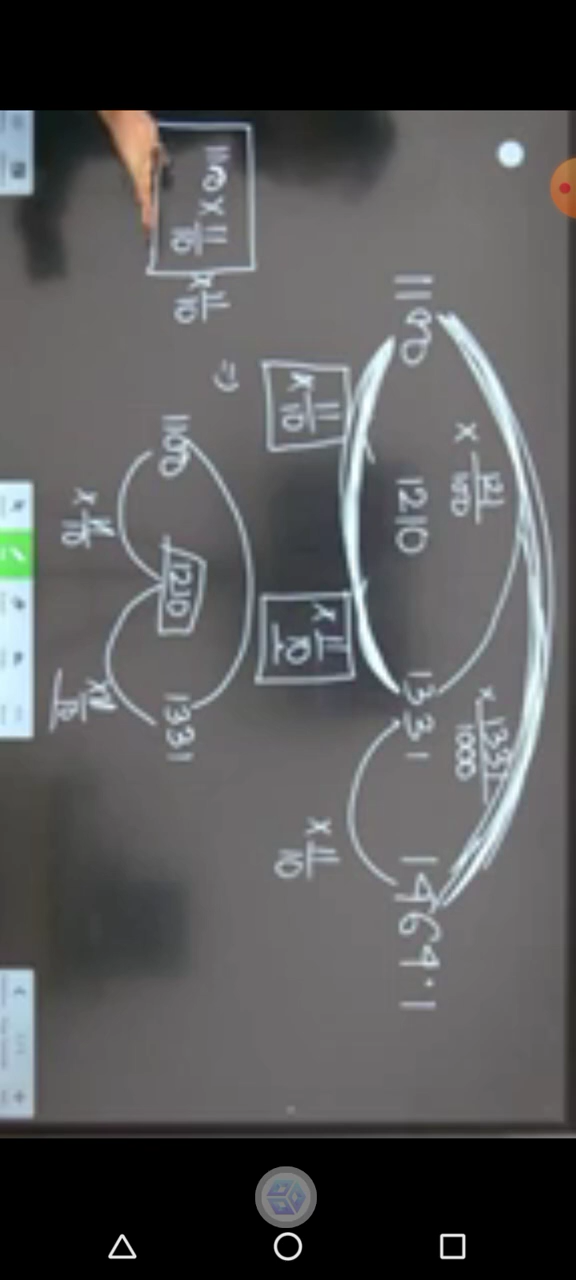 × 121/100 × 1331/1000
1100 1210 1331 1464.1
× 11/10 × 11/10 × 11/10
1100 × 11/10 × 11/10
⇒ 1100 1210 1331
× 11/10 × 11/10